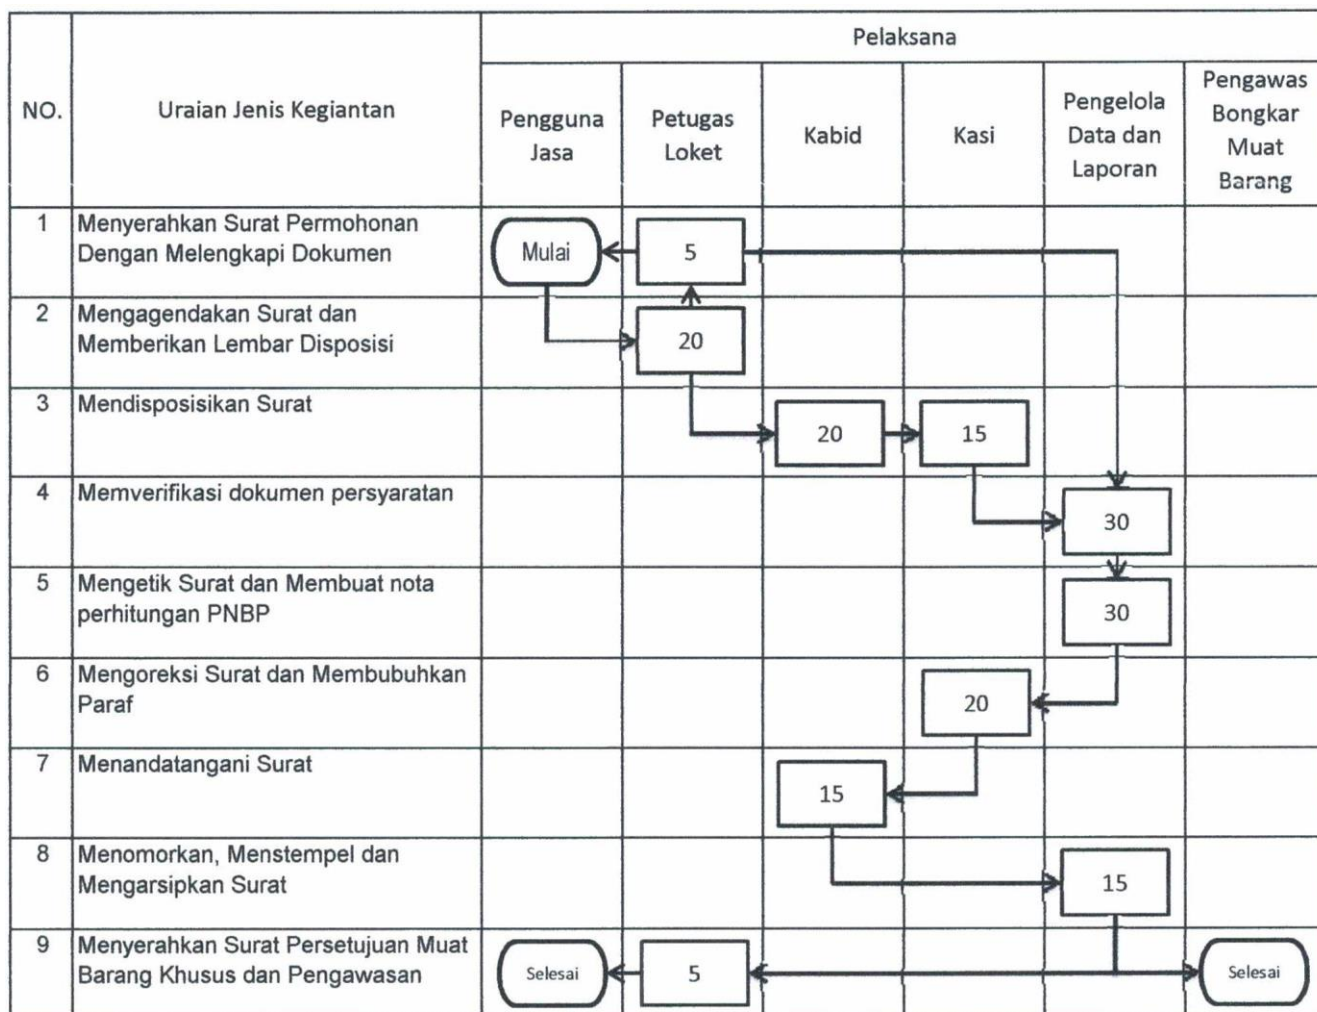 NO.
Uraian Jenis Kegiantan
Pelaksana
Pengguna
Jasa
Petugas
Loket
Kabid
Kasi
Pengelola
Data dan
Laporan
Pengawas
Bongkar
Muat
Barang
1
Menyerahkan Surat Permohonan
Dengan Melengkapi Dokumen
Mulai
5
2
Mengagendakan Surat dan
Memberikan Lembar Disposisi
20
3
Mendisposisikan Surat
20
15
4
Memverifikasi dokumen persyaratan
30
5
Mengetik Surat dan Membuat nota
perhitungan PNBP
30
6
Mengoreksi Surat dan Membubuhkan
Paraf
20
7
Menandatangani Surat
15
8
Menomorkan, Menstempel dan
Mengarsipkan Surat
15
9
Menyerahkan Surat Persetujuan Muat
Barang Khusus dan Pengawasan
Selesai
5
Selesai